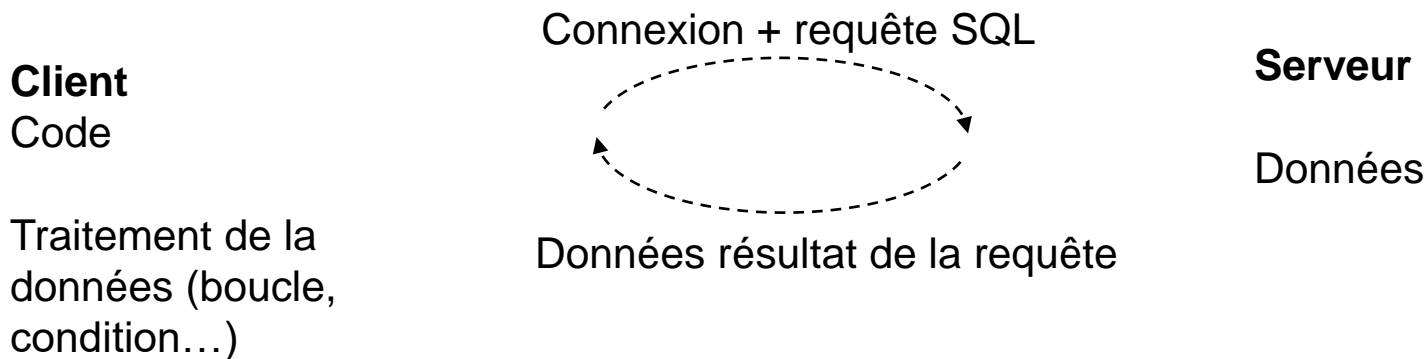 Connexion + requête SQL
Client
Code
Serveur
Données
Traitement de la
données (boucle,
condition…)
Données résultat de la requête